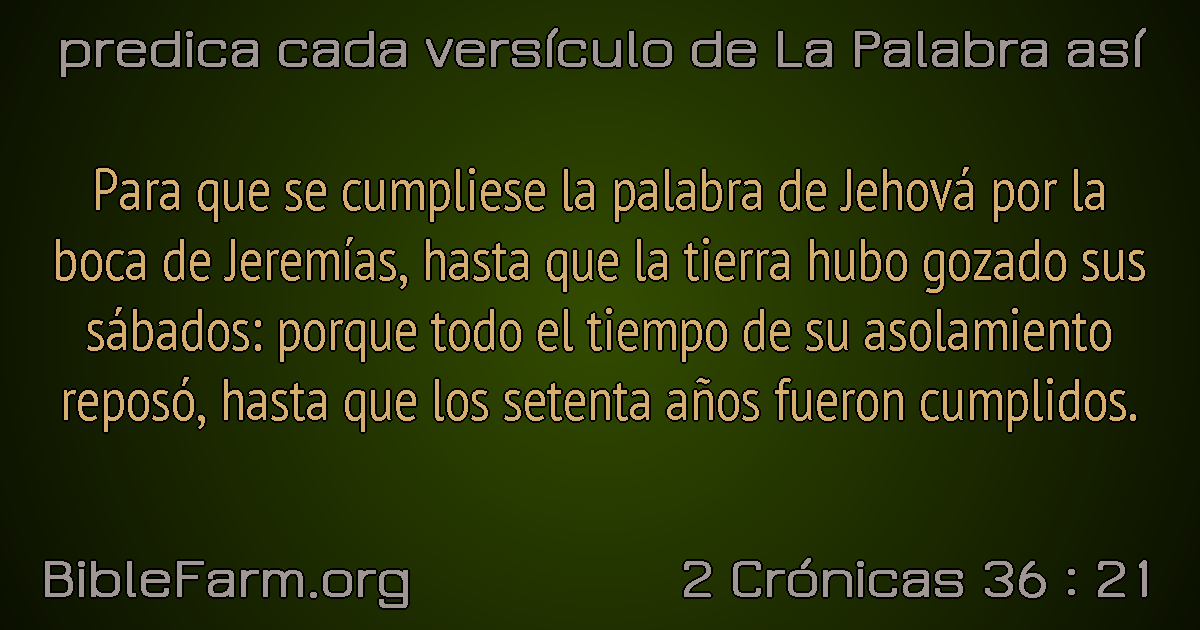 predica cada versículo de La Palabra así
Para que se cumpliese la palabra de Jehová por la
boca de Jeremías, hasta que la tierra hubo gozado sus
sábados: porque todo el tiempo de su asolamiento
reposó, hasta que los setenta años fueron cumplidos.
BibleFarm.org
2 Crónicas 36 : 21